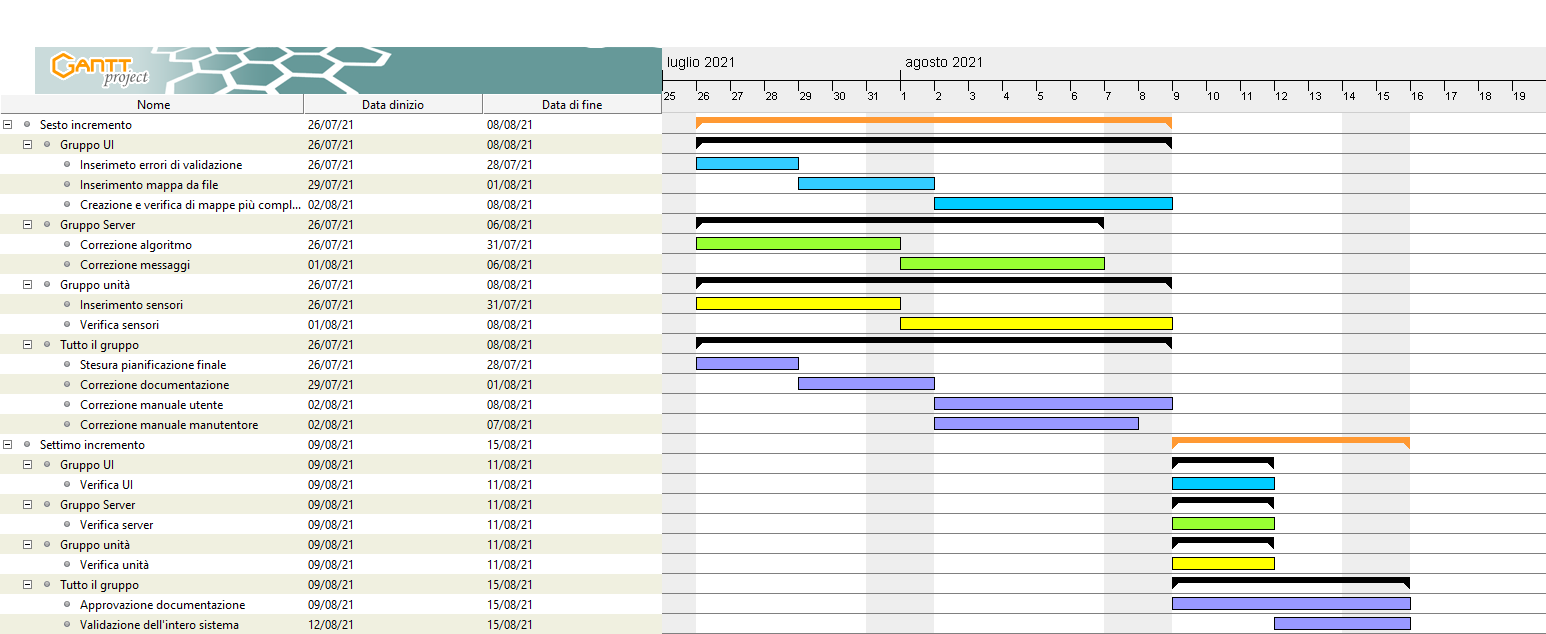 GANTT
project
luglio 2021 agosto 2021
25 26 27 28 29 30 31 1 2 3 4 5 6 7 8 9 10 11 12 13 14 15 16 17 18 19
Nome Data dinizio Data di fine
Sesto incremento 26/07/21 08/08/21
Gruppo UI 26/07/21 08/08/21
Inserimeto errori di validazione 26/07/21 28/07/21
Inserimento mappa da file 29/07/21 01/08/21
Creazione e verifica di mappe più compl... 02/08/21 08/08/21
Gruppo Server 26/07/21 06/08/21
Correzione algoritmo 26/07/21 31/07/21
Correzione messaggi 01/08/21 06/08/21
Gruppo unità 26/07/21 08/08/21
Inserimento sensori 26/07/21 31/07/21
Verifica sensori 01/08/21 08/08/21
Tutto il gruppo 26/07/21 08/08/21
Stesura pianificazione finale 26/07/21 28/07/21
Correzione documentazione 29/07/21 01/08/21
Correzione manuale utente 02/08/21 08/08/21
Correzione manuale manutentore 02/08/21 07/08/21
Settimo incremento 09/08/21 15/08/21
Gruppo UI 09/08/21 11/08/21
Verifica UI 09/08/21 11/08/21
Gruppo Server 09/08/21 11/08/21
Verifica server 09/08/21 11/08/21
Gruppo unità 09/08/21 11/08/21
Verifica unità 09/08/21 11/08/21
Tutto il gruppo 09/08/21 15/08/21
Approvazione documentazione 09/08/21 15/08/21
Validazione dell'intero sistema 12/08/21 15/08/21